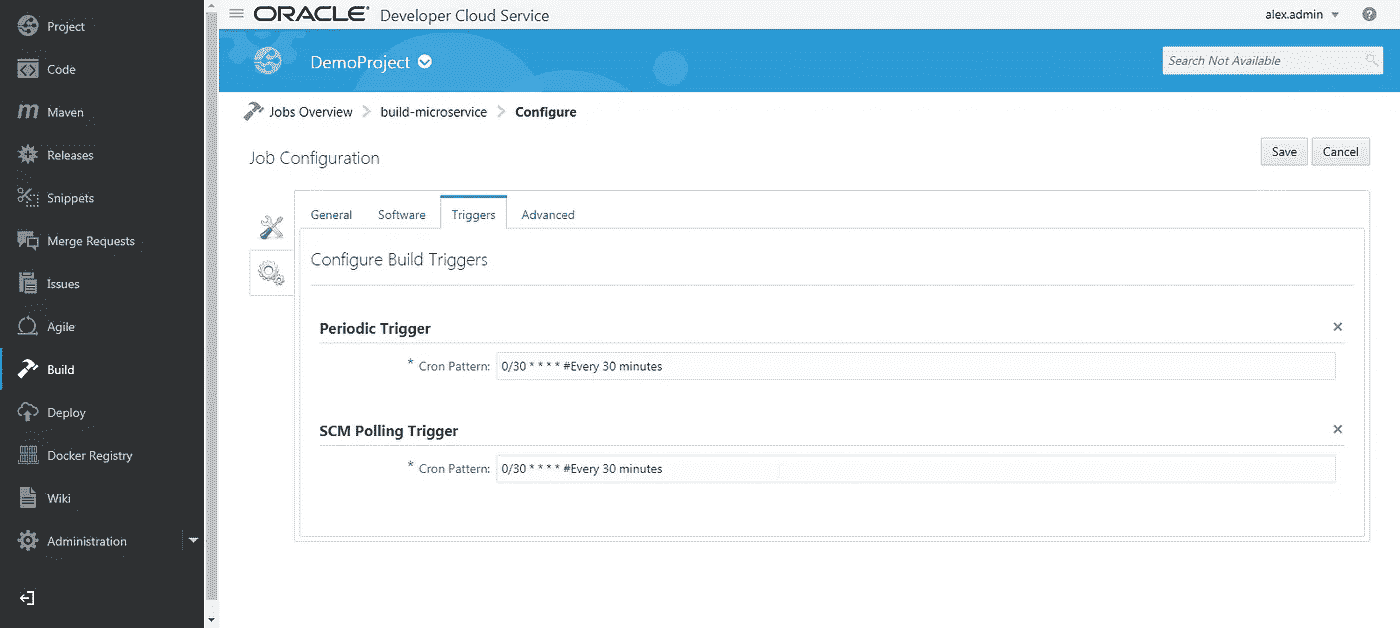 Project
Code
Maven
Releases
Snippets
Merge Requests
Issues
Agile
Build
Deploy
Docker Registry
Wiki
Administration
ORACLE® Developer Cloud Service
alex.admin
DemoProject
Search Not Available
Jobs Overview > build-microservice > Configure
Job Configuration
Save Cancel
General Software Triggers Advanced
Configure Build Triggers
Periodic Trigger
* Cron Pattern: 0/30 * * * * #Every 30 minutes
SCM Polling Trigger
* Cron Pattern: 0/30 * * * * #Every 30 minutes